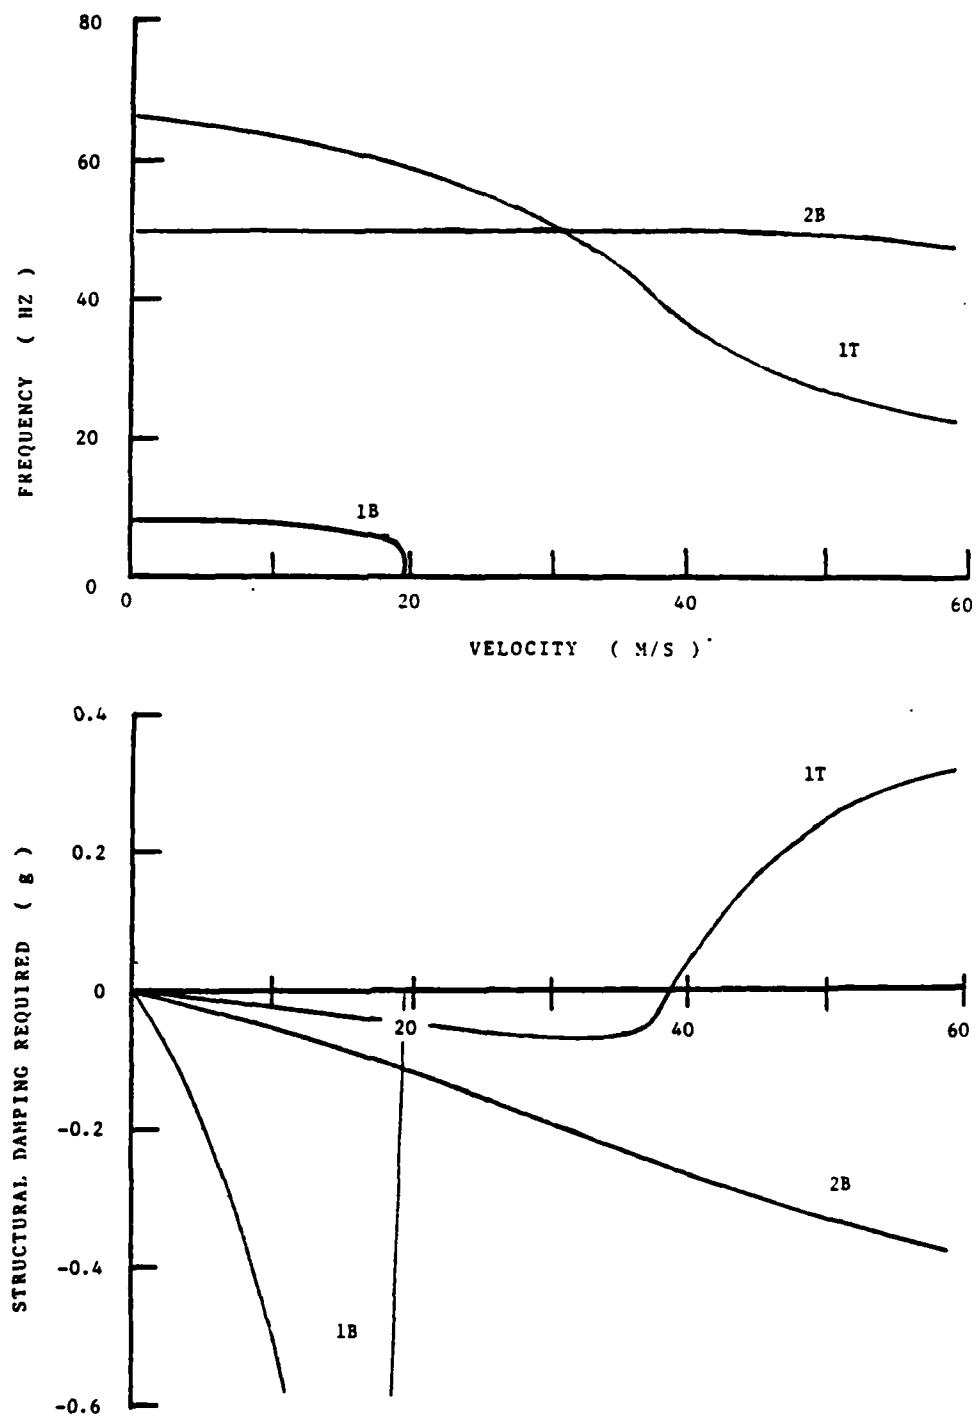 80
60
40
20
0
FREQUENCY ( HZ )
2B
1T
1B
0
20
40
60
VELOCITY ( M/S )
0.4
0.2
0
-0.2
-0.4
-0.6
STRUCTURAL DAMPING REQUIRED ( g )
1T
20
40
60
2B
1B